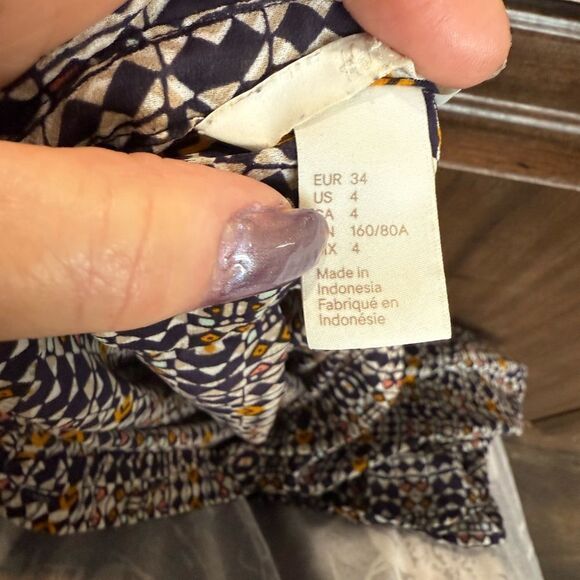 EUR 34
US 4
A 4
N 160/80A
X 4
Made in
Indonesia
Fabriqué en
Indonésie